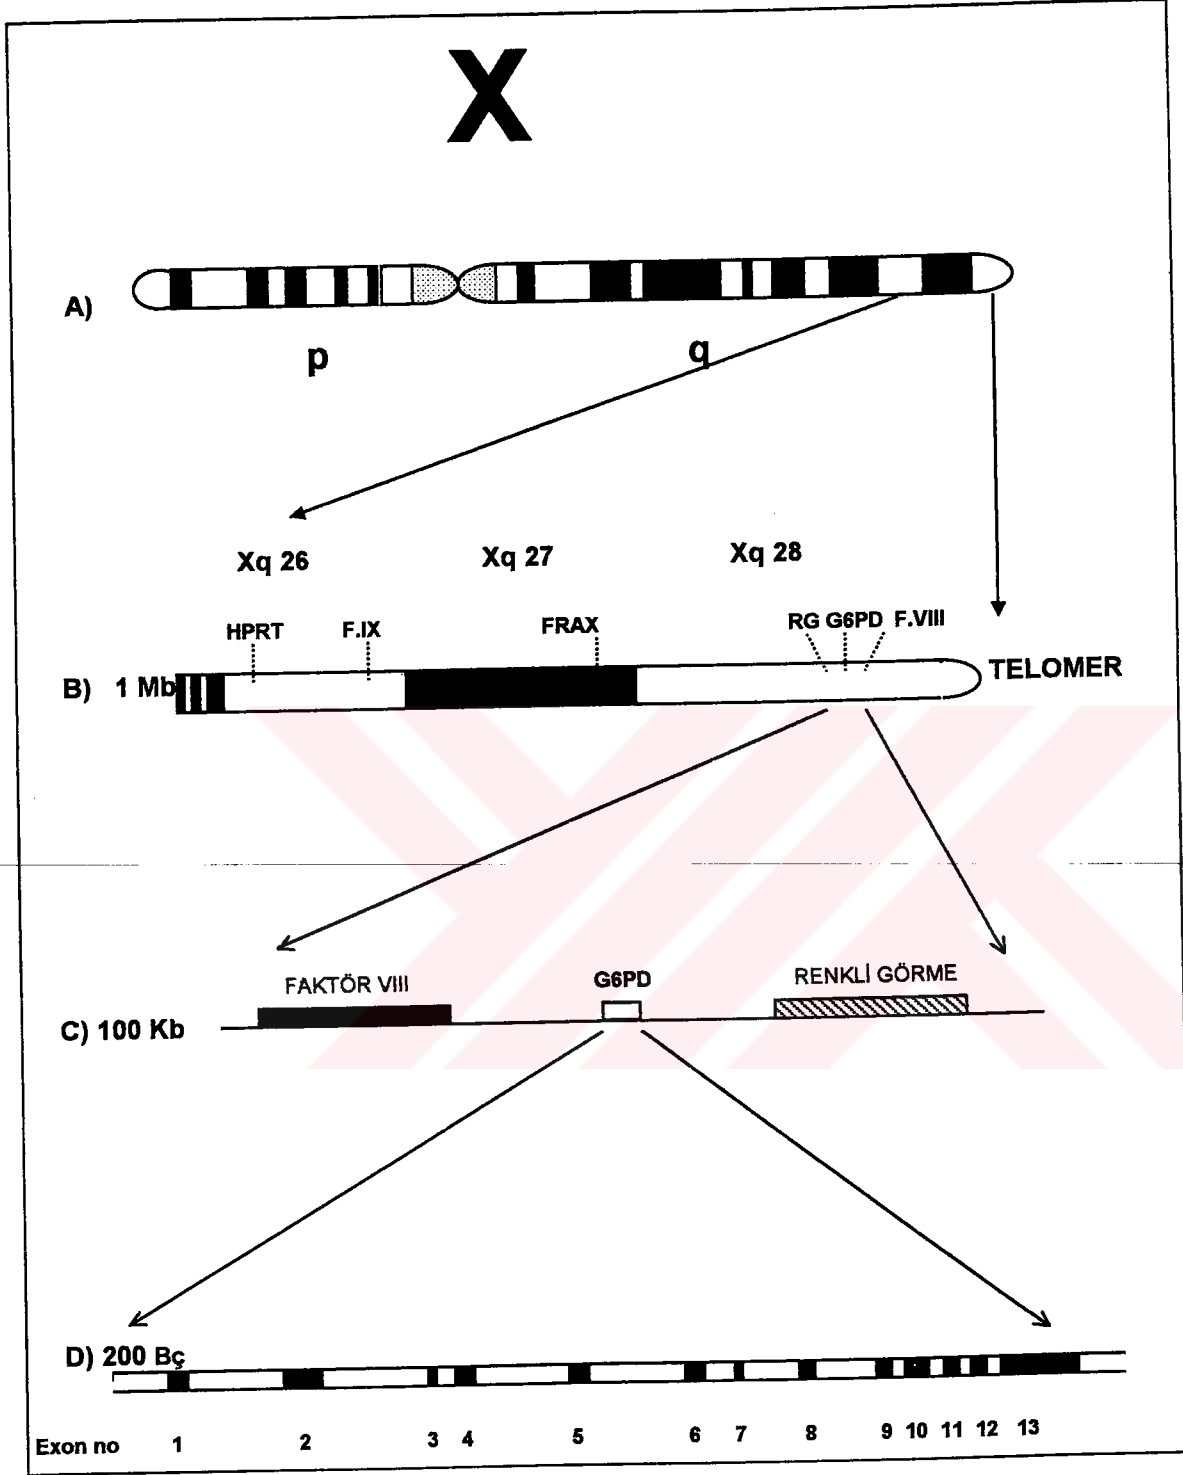 X
A)
p q
Xq 26 Xq 27 Xq 28
HPRT F.IX FRAX RG G6PD F.VIII
B) 1 Mb TELOMER
FAKTÖR VIII G6PD RENKLİ GÖRME
C) 100 Kb
D) 200 Bç
Exon no 1 2 3 4 5 6 7 8 9 10 11 12 13